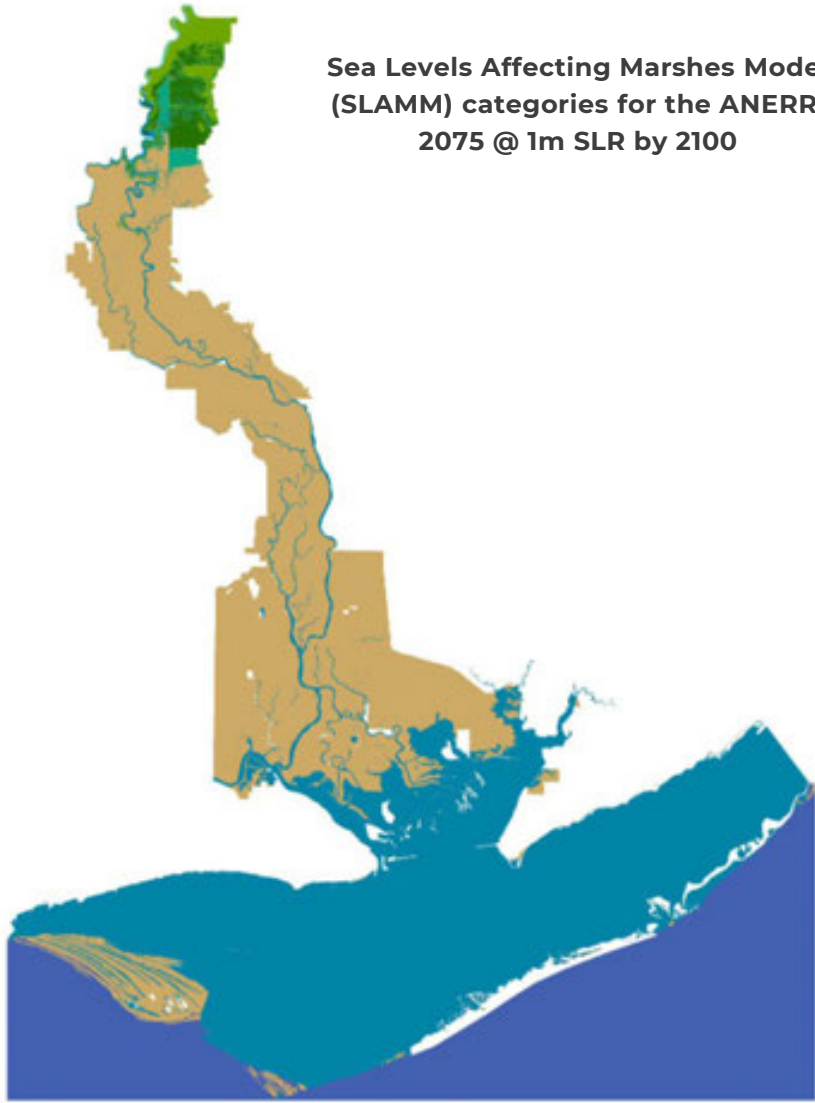 Sea Levels Affecting Marshes Mode
(SLAMM) categories for the ANERR
2075 @ 1m SLR by 2100